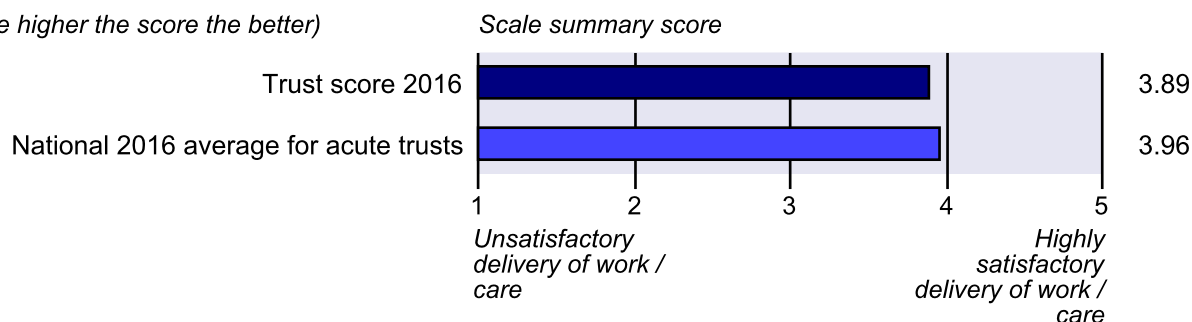 e higher the score the better)
Scale summary score
Trust score 2016
3.89
National 2016 average for acute trusts
3.96
1 2 3 4 5
Unsatisfactory
delivery of work /
care
Highly
satisfactory
delivery of work /
care